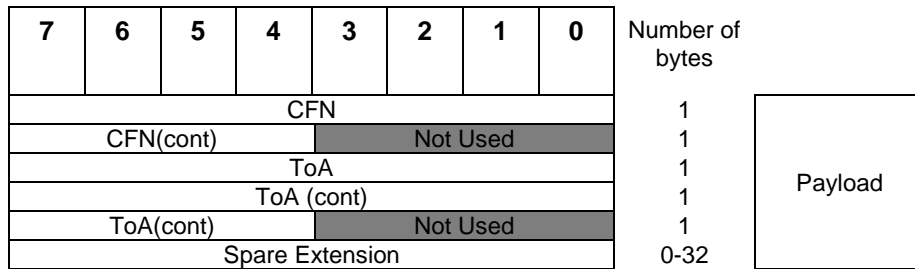 7 6 5 4 3 2 1 0 Number of bytes
CFN 1
CFN(cont) Not Used 1
ToA 1
ToA (cont) 1
ToA(cont) Not Used 1
Spare Extension 0-32
Payload